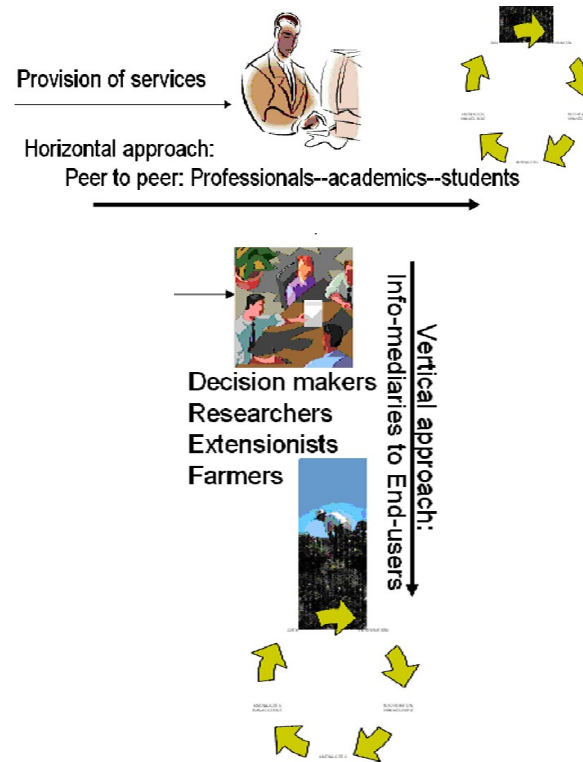 Provision of services
Horizontal approach:
Peer to peer: Professionals--academics--students
Vertical approach:
Info-mediaries to End-users
Decision makers
Researchers
Extensionists
Farmers